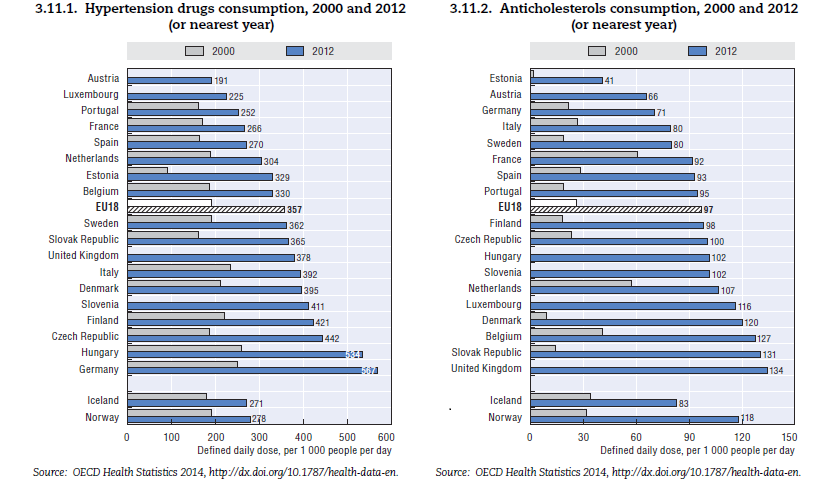 3.11.1. Hypertension drugs consumption, 2000 and 2012
(or nearest year)
2000 2012
Austria 191
Luxembourg 225
Portugal 252
France 266
Spain 270
Netherlands 304
Estonia 329
Belgium 330
EU18 357
Sweden 362
Slovak Republic 365
United Kingdom 378
Italy 392
Denmark 395
Slovenia 411
Finland 421
Czech Republic 442
Hungary 534
Germany 567
Iceland 271
Norway 278
0 100 200 300 400 500 600
Defined daily dose, per 1 000 people per day
Source: OECD Health Statistics 2014, http://dx.doi.org/10.1787/health-data-en.
3.11.2. Anticholesterols consumption, 2000 and 2012
(or nearest year)
2000 2012
Estonia 41
Austria 66
Germany 71
Italy 80
Sweden 80
France 92
Spain 93
Portugal 95
EU18 97
Finland 98
Czech Republic 100
Hungary 102
Slovenia 102
Netherlands 107
Luxembourg 116
Denmark 120
Belgium 127
Slovak Republic 131
United Kingdom 134
Iceland 83
Norway 118
0 30 60 90 120 150
Defined daily dose, per 1 000 people per day
Source: OECD Health Statistics 2014, http://dx.doi.org/10.1787/health-data-en.